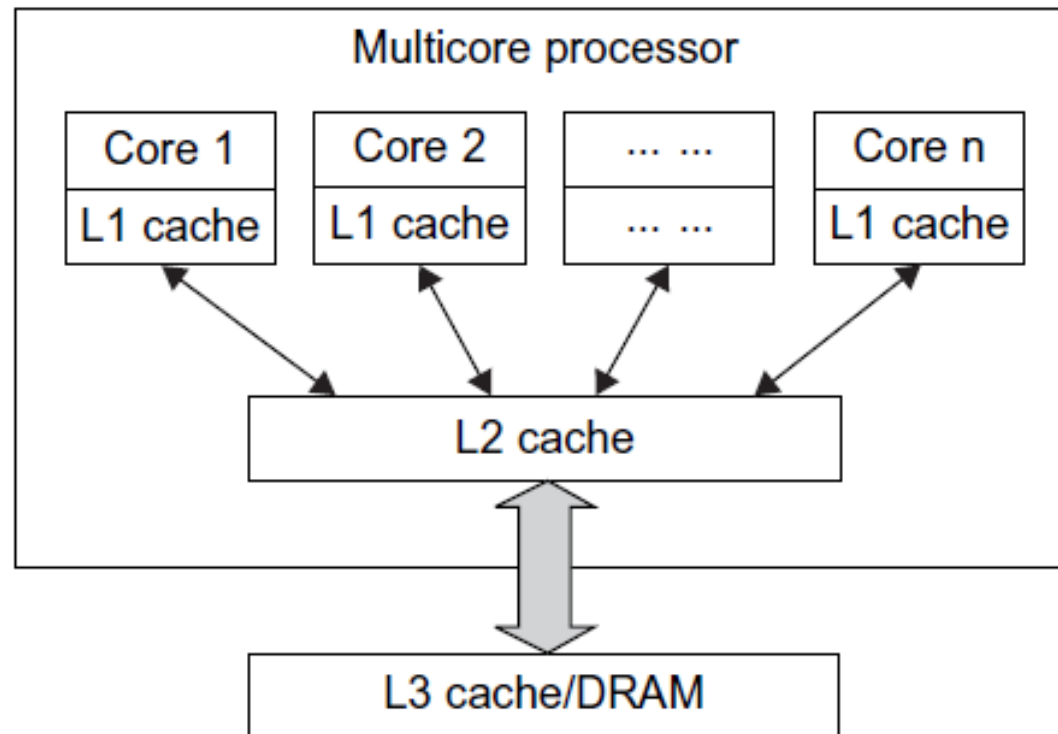 Multicore processor
Core 1
Core 2
... ...
Core n
L1 cache
L1 cache
... ...
L1 cache
L2 cache
L3 cache/DRAM